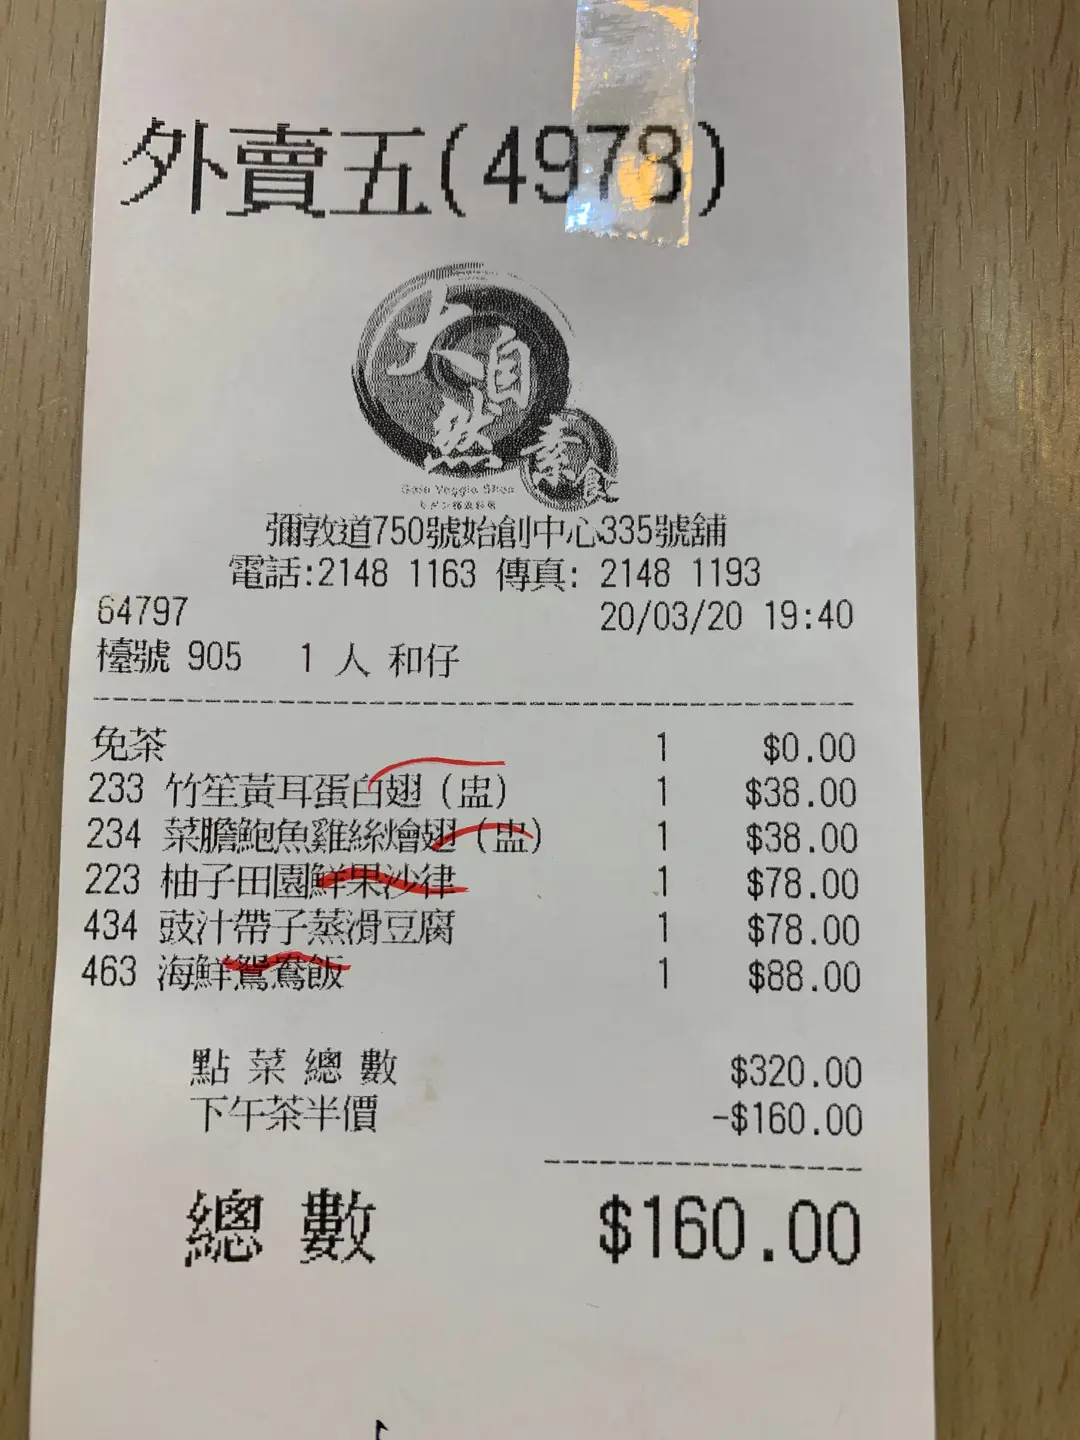 外賣五(4973)
大自然
素食
Gaia Veggie Shop
彌敦道750號始創中心335號舖
電話:2148 1163 傳真: 2148 1193
64797 20/03/20 19:40
檯號 905 1 人 和仔
免茶 1 $0.00
233 竹笙黃耳蛋白翅（盅） 1 $38.00
234 菜膽鮑魚雞絲燴翅（盅） 1 $38.00
223 柚子田園鮮果沙律 1 $78.00
434 豉汁帶子蒸滑豆腐 1 $78.00
463 海鮮鴛鴦飯 1 $88.00
點菜總數 $320.00
下午茶半價 -$160.00
總數 $160.00